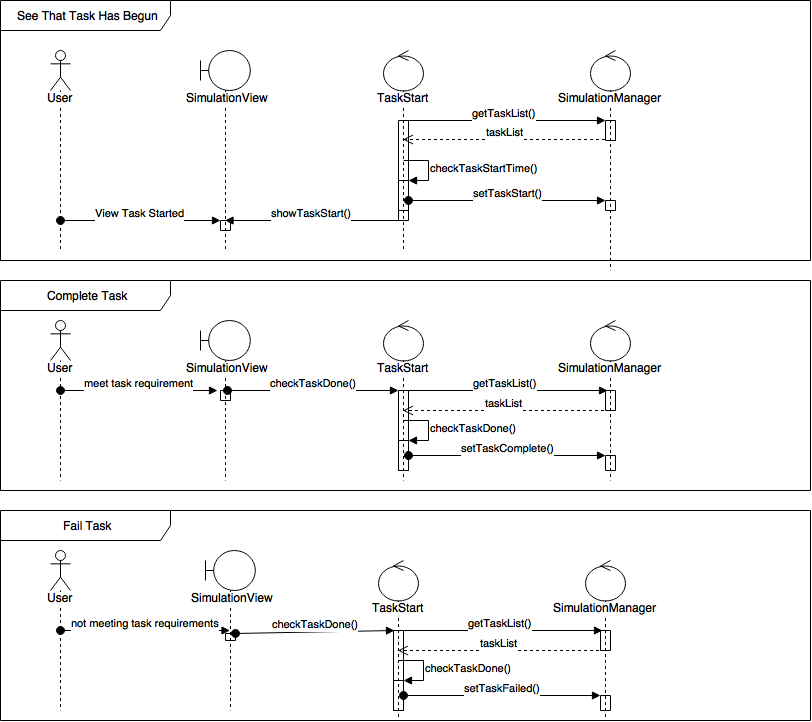 See That Task Has Begun
User
SimulationView
TaskStart
SimulationManager
getTaskList()
taskList
checkTaskStartTime()
setTaskStart()
View Task Started
showTaskStart()
Complete Task
User
SimulationView
TaskStart
SimulationManager
meet task requirement
checkTaskDone()
getTaskList()
taskList
checkTaskDone()
setTaskComplete()
Fail Task
User
SimulationView
TaskStart
SimulationManager
not meeting task requirements
checkTaskDone()
getTaskList()
taskList
checkTaskDone()
setTaskFailed()